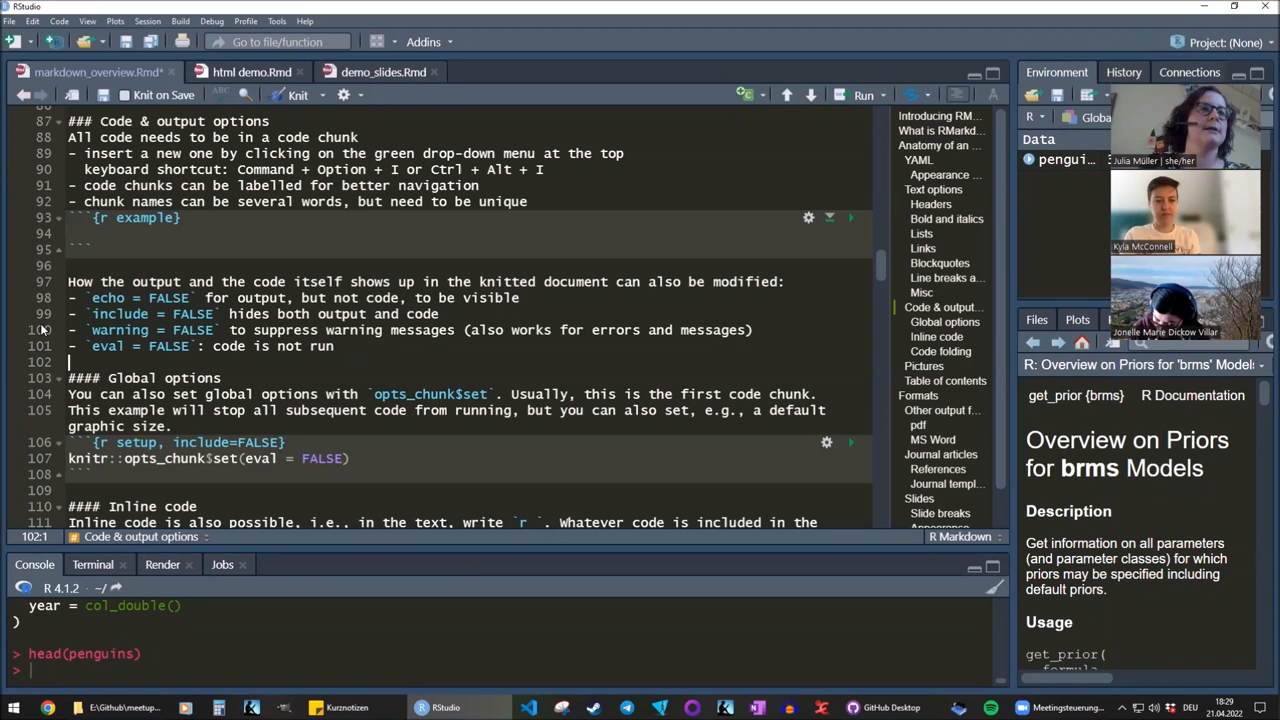 RStudio
File Edit Code View Plots Session Build Debug Profile Tools Help
Go to file/function Addins Project: (None)
markdown_overview.Rmd* html demo.Rmd demo_slides.Rmd
Knit on Save ABC Knit Run
87 ### Code & output options
88 All code needs to be in a code chunk
89 - insert a new one by clicking on the green drop-down menu at the top
90 keyboard shortcut: Command + Option + I or Ctrl + Alt + I
91 - code chunks can be labelled for better navigation
92 - chunk names can be several words, but need to be unique
93 ```{r example}
94
95 ```
96
97 How the output and the code itself shows up in the knitted document can also be modified:
98 - `echo = FALSE` for output, but not code, to be visible
99 - `include = FALSE` hides both output and code
- `warning = FALSE` to suppress warning messages (also works for errors and messages)
101 - `eval = FALSE`: code is not run
102
103 #### Global options
104 You can also set global options with `opts_chunk$set`. Usually, this is the first code chunk.
105 This example will stop all subsequent code from running, but you can also set, e.g., a default
graphic size.
106 ```{r setup, include=FALSE}
107 knitr::opts_chunk$set(eval = FALSE)
108 ```
109
110 #### Inline code
111 Inline code is also possible, i.e., in the text, write `r `. Whatever code is included in the
102:1 Code & output options R Markdown
Introducing RM...
What is RMarkd...
Anatomy of an ...
YAML
Appearance ...
Text options
Headers
Bold and italics
Lists
Links
Blockquotes
Line breaks a...
Misc
Code & output...
Global options
Inline code
Code folding
Pictures
Table of contents
Formats
Other output f...
pdf
MS Word
Journal articles
References
Journal templ...
Slides
Console Terminal Render Jobs
R 4.1.2 · ~/
year = col_double()
)
> head(penguins)
>
Environment History Connections
R Global
Data
pengui...
Julia Müller | she/her
Kyla McConnell
Jonelle Marie Dickow Villar
Files Plots
R: Overview on Priors for 'brms' Models
get_prior {brms} R Documentation
Overview on Priors
for brms Models
Description
Get information on all parameters
(and parameter classes) for which
priors may be specified including
default priors.
Usage
get_prior(
formula
E:\Github\meetup... Kurznotizen RStudio GitHub Desktop Meetingsteuerung... DEU 18:29
21.04.2022